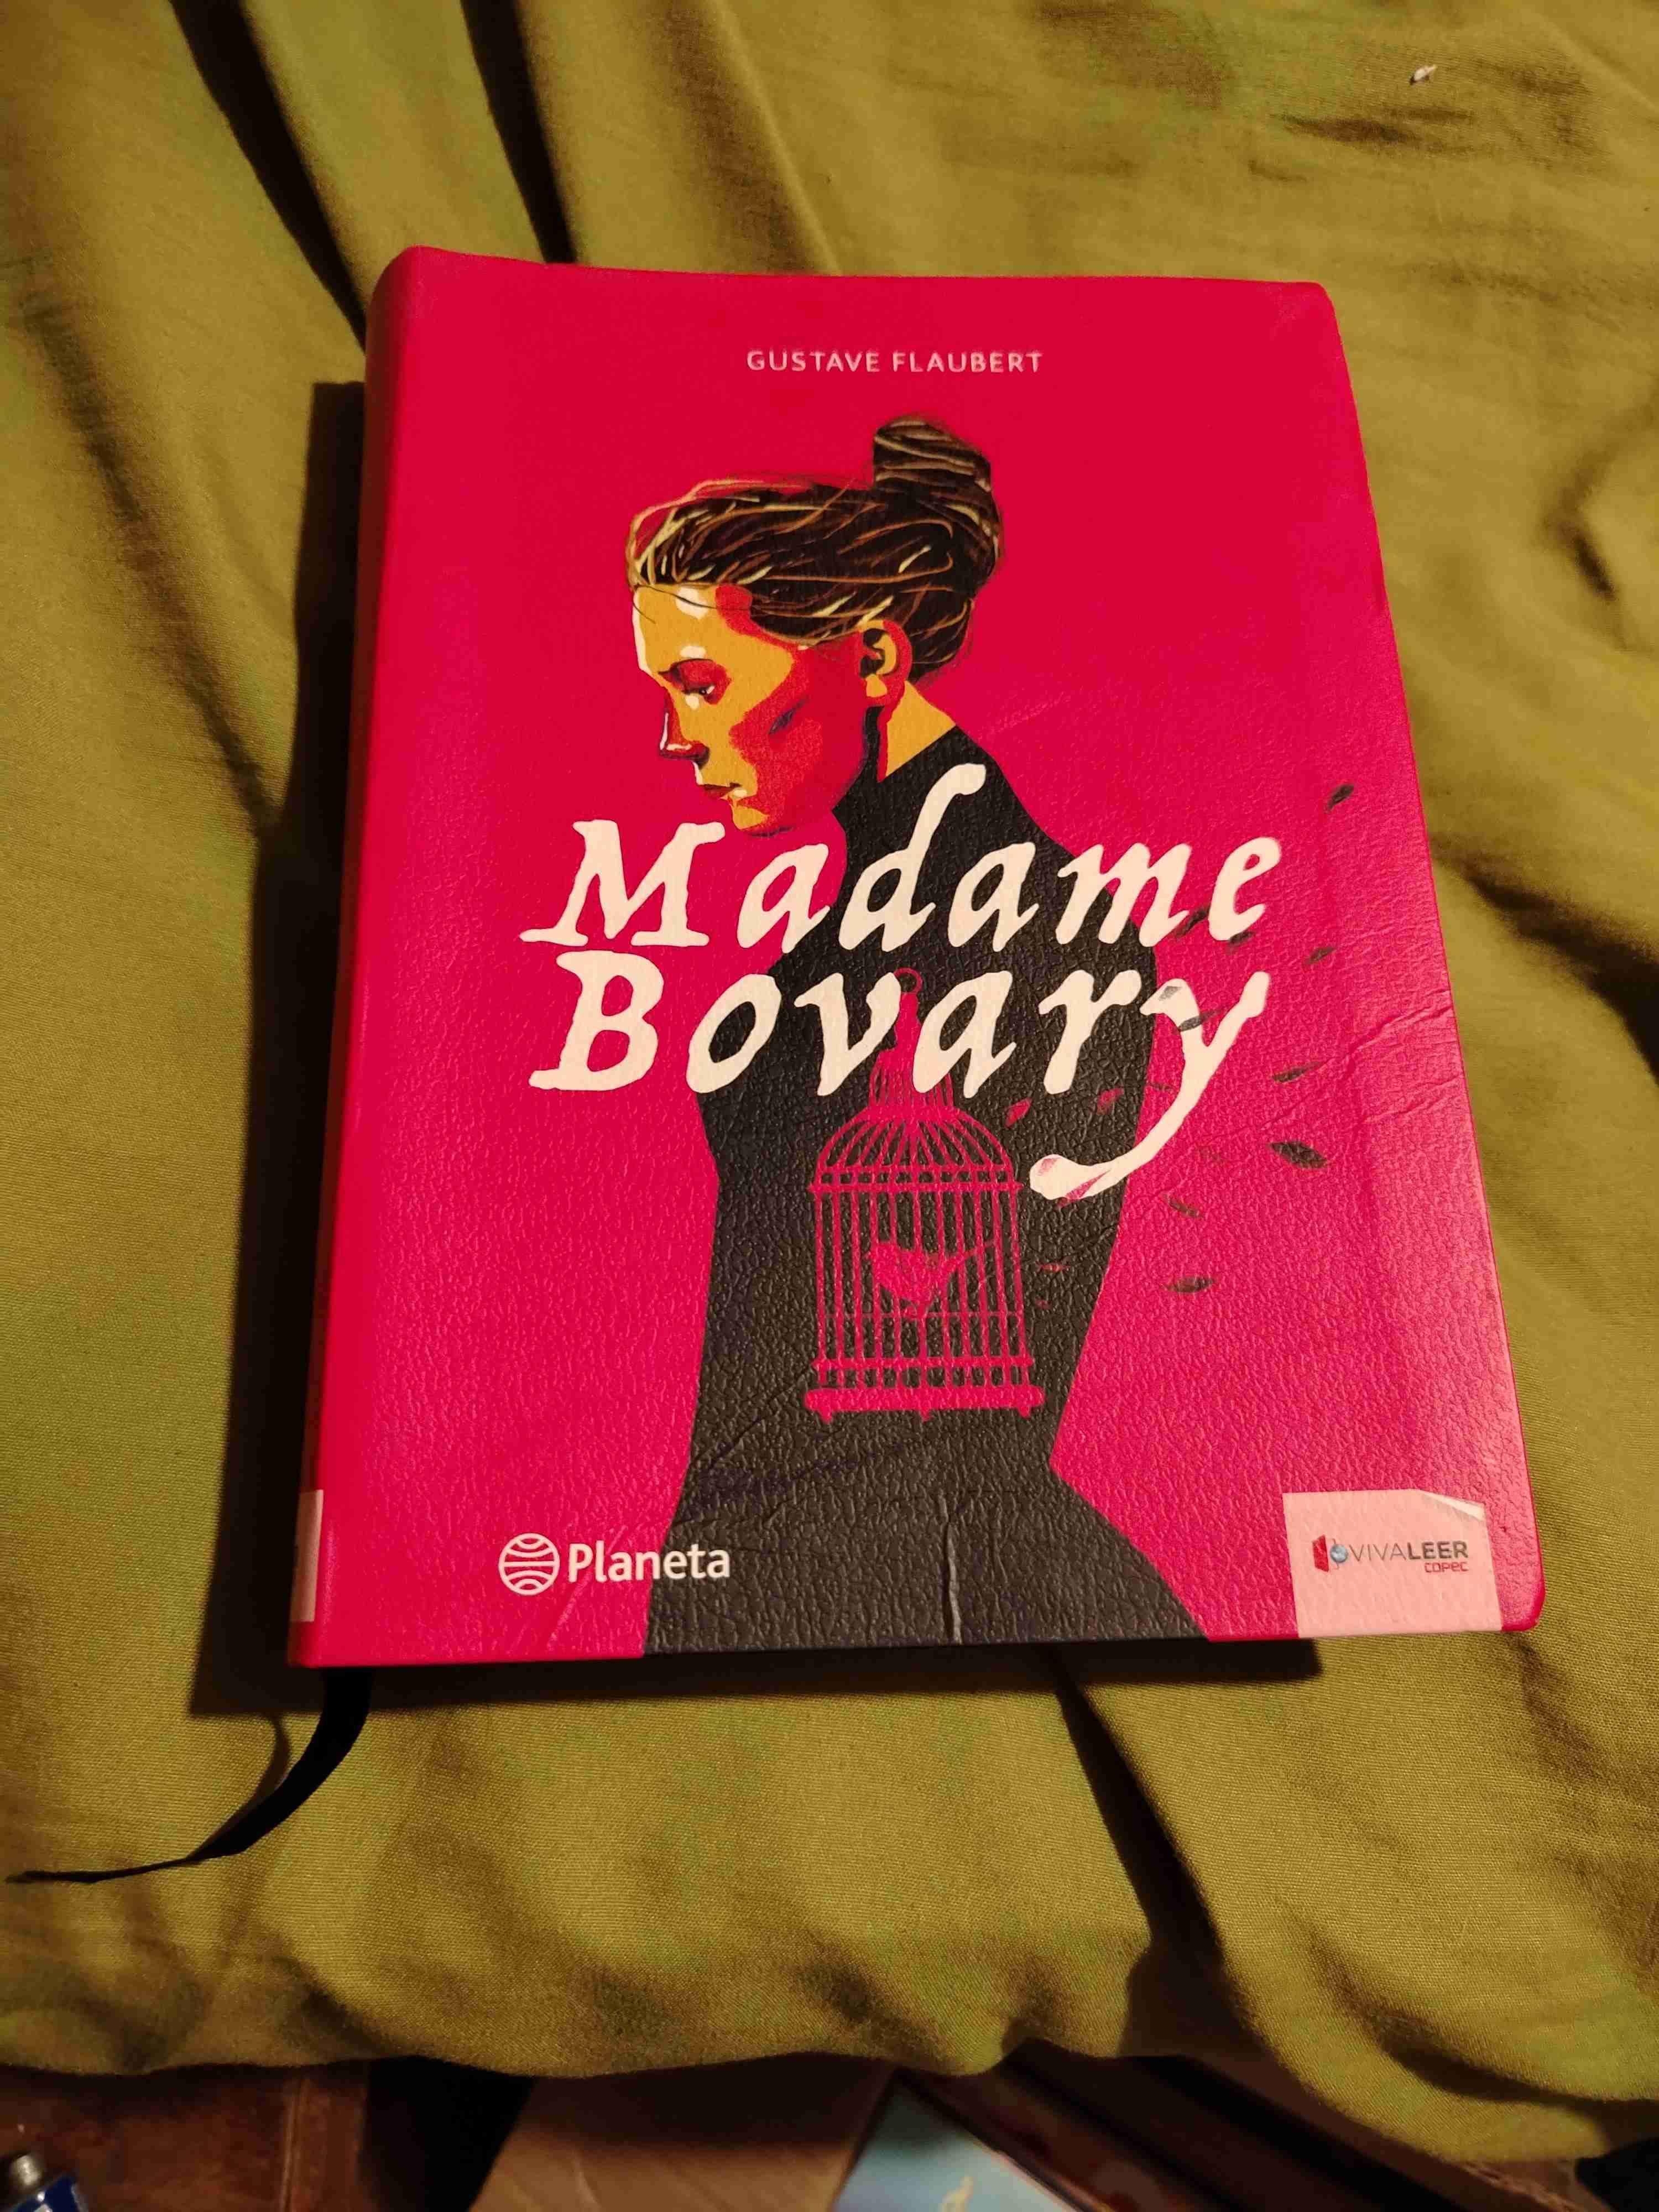 GUSTAVE FLAUBERT
Madame
Bovary
Planeta
VIVALEER
copec